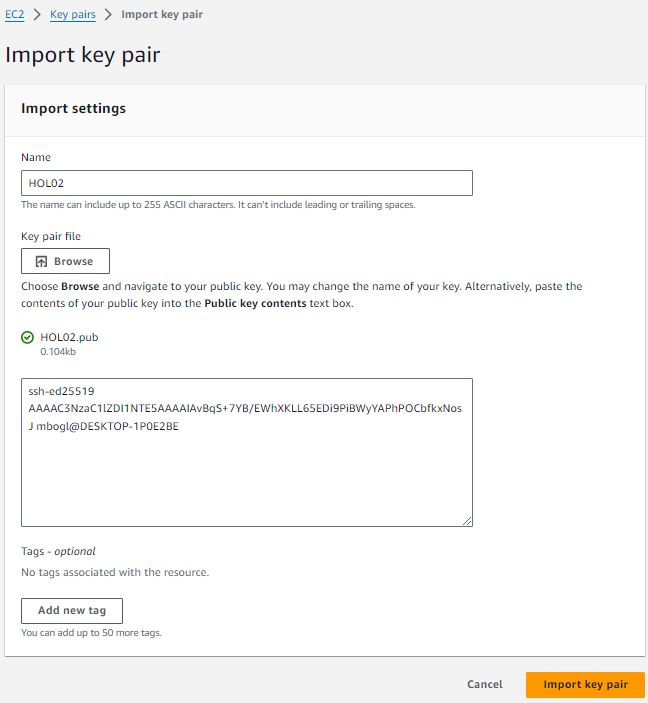 EC2 > Key pairs > Import key pair
Import key pair
Import settings
Name
HOL02
The name can include up to 255 ASCII characters. It can't include leading or trailing spaces.
Key pair file
Browse
Choose Browse and navigate to your public key. You may change the name of your key. Alternatively, paste the
contents of your public key into the Public key contents text box.
HOL02.pub
0.104kb
ssh-ed25519
AAAAC3NzaC1lZDI1NTE5AAAAIAvBqS+7YB/EWhXKLL65EDi9PiBWyYAPhPOCbfkxNos
J mbogl@DESKTOP-1P0E2BE
Tags - optional
No tags associated with the resource.
Add new tag
You can add up to 50 more tags.
Cancel
Import key pair